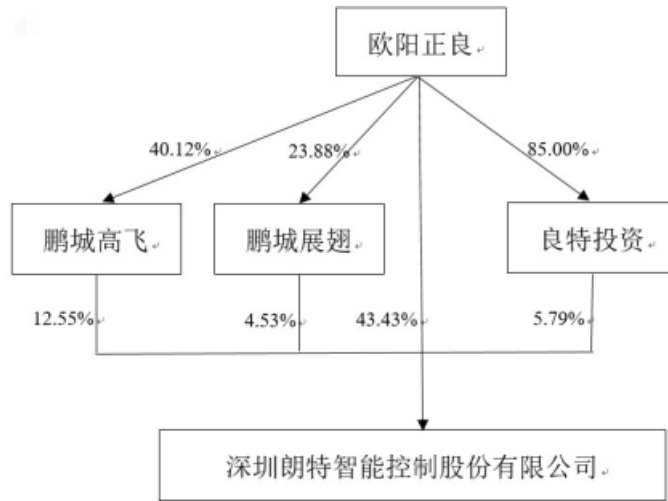 欧阳正良
40.12% 23.88% 85.00%
鹏城高飞 鹏城展翅 良特投资
12.55% 4.53% 43.43% 5.79%
深圳朗特智能控制股份有限公司